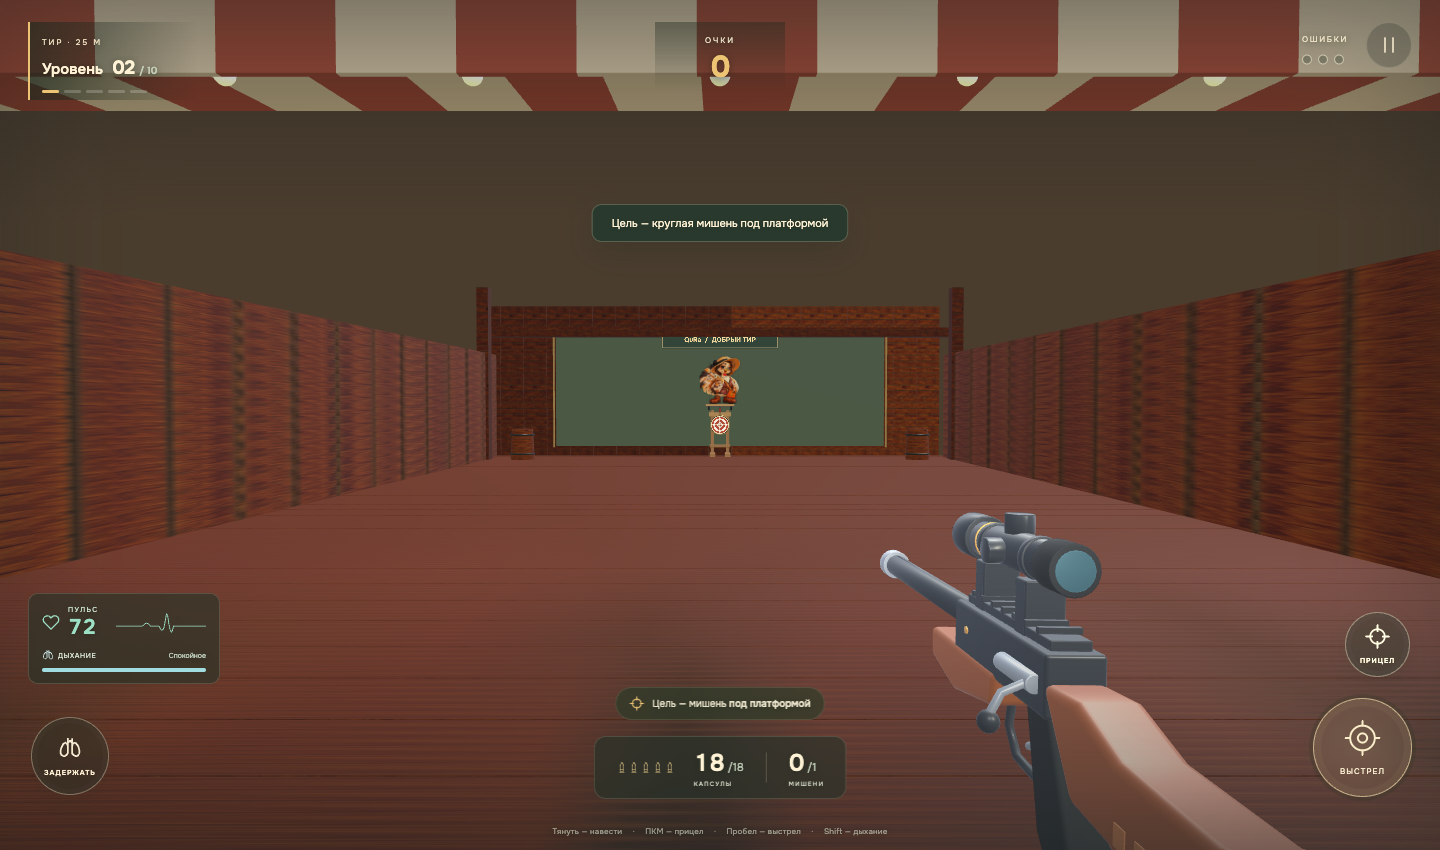 ТИР · 25 М
Уровень 02 / 10
ОЧКИ
0
ОШИБКИ
Цель — круглая мишень под платформой
QuRa / ДОБРЫЙ ТИР
ПУЛЬС
72
ДЫХАНИЕ
Спокойное
ЗАДЕРЖАТЬ
ПРИЦЕЛ
ВЫСТРЕЛ
Цель — мишень под платформой
18 /18
КАПСУЛЫ
0 /1
МИШЕНИ
Тянуть — навести · ПКМ — прицел · Пробел — выстрел · Shift — дыхание